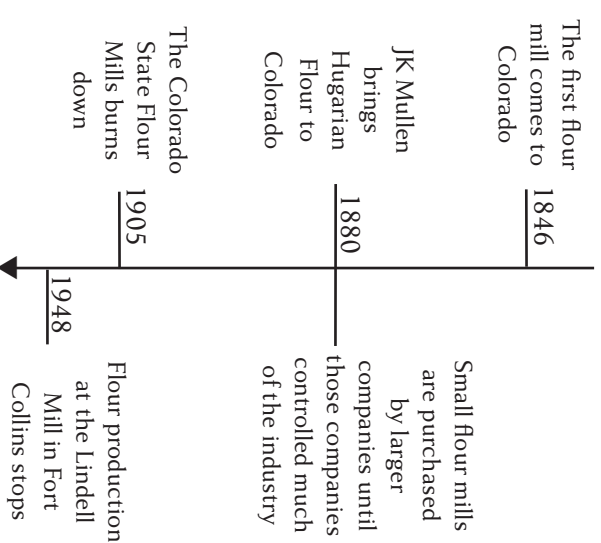 The first flour
mill comes to
Colorado
1846
JK Mullen
brings
Hugarian
Flour to
Colorado
1880
Small flour mills
are purchased
by larger
companies until
those companies
controlled much
of the industry
The Colorado
State Flour
Mills burns
down
1905
1948
Flour production
at the Lindell
Mill in Fort
Collins stops